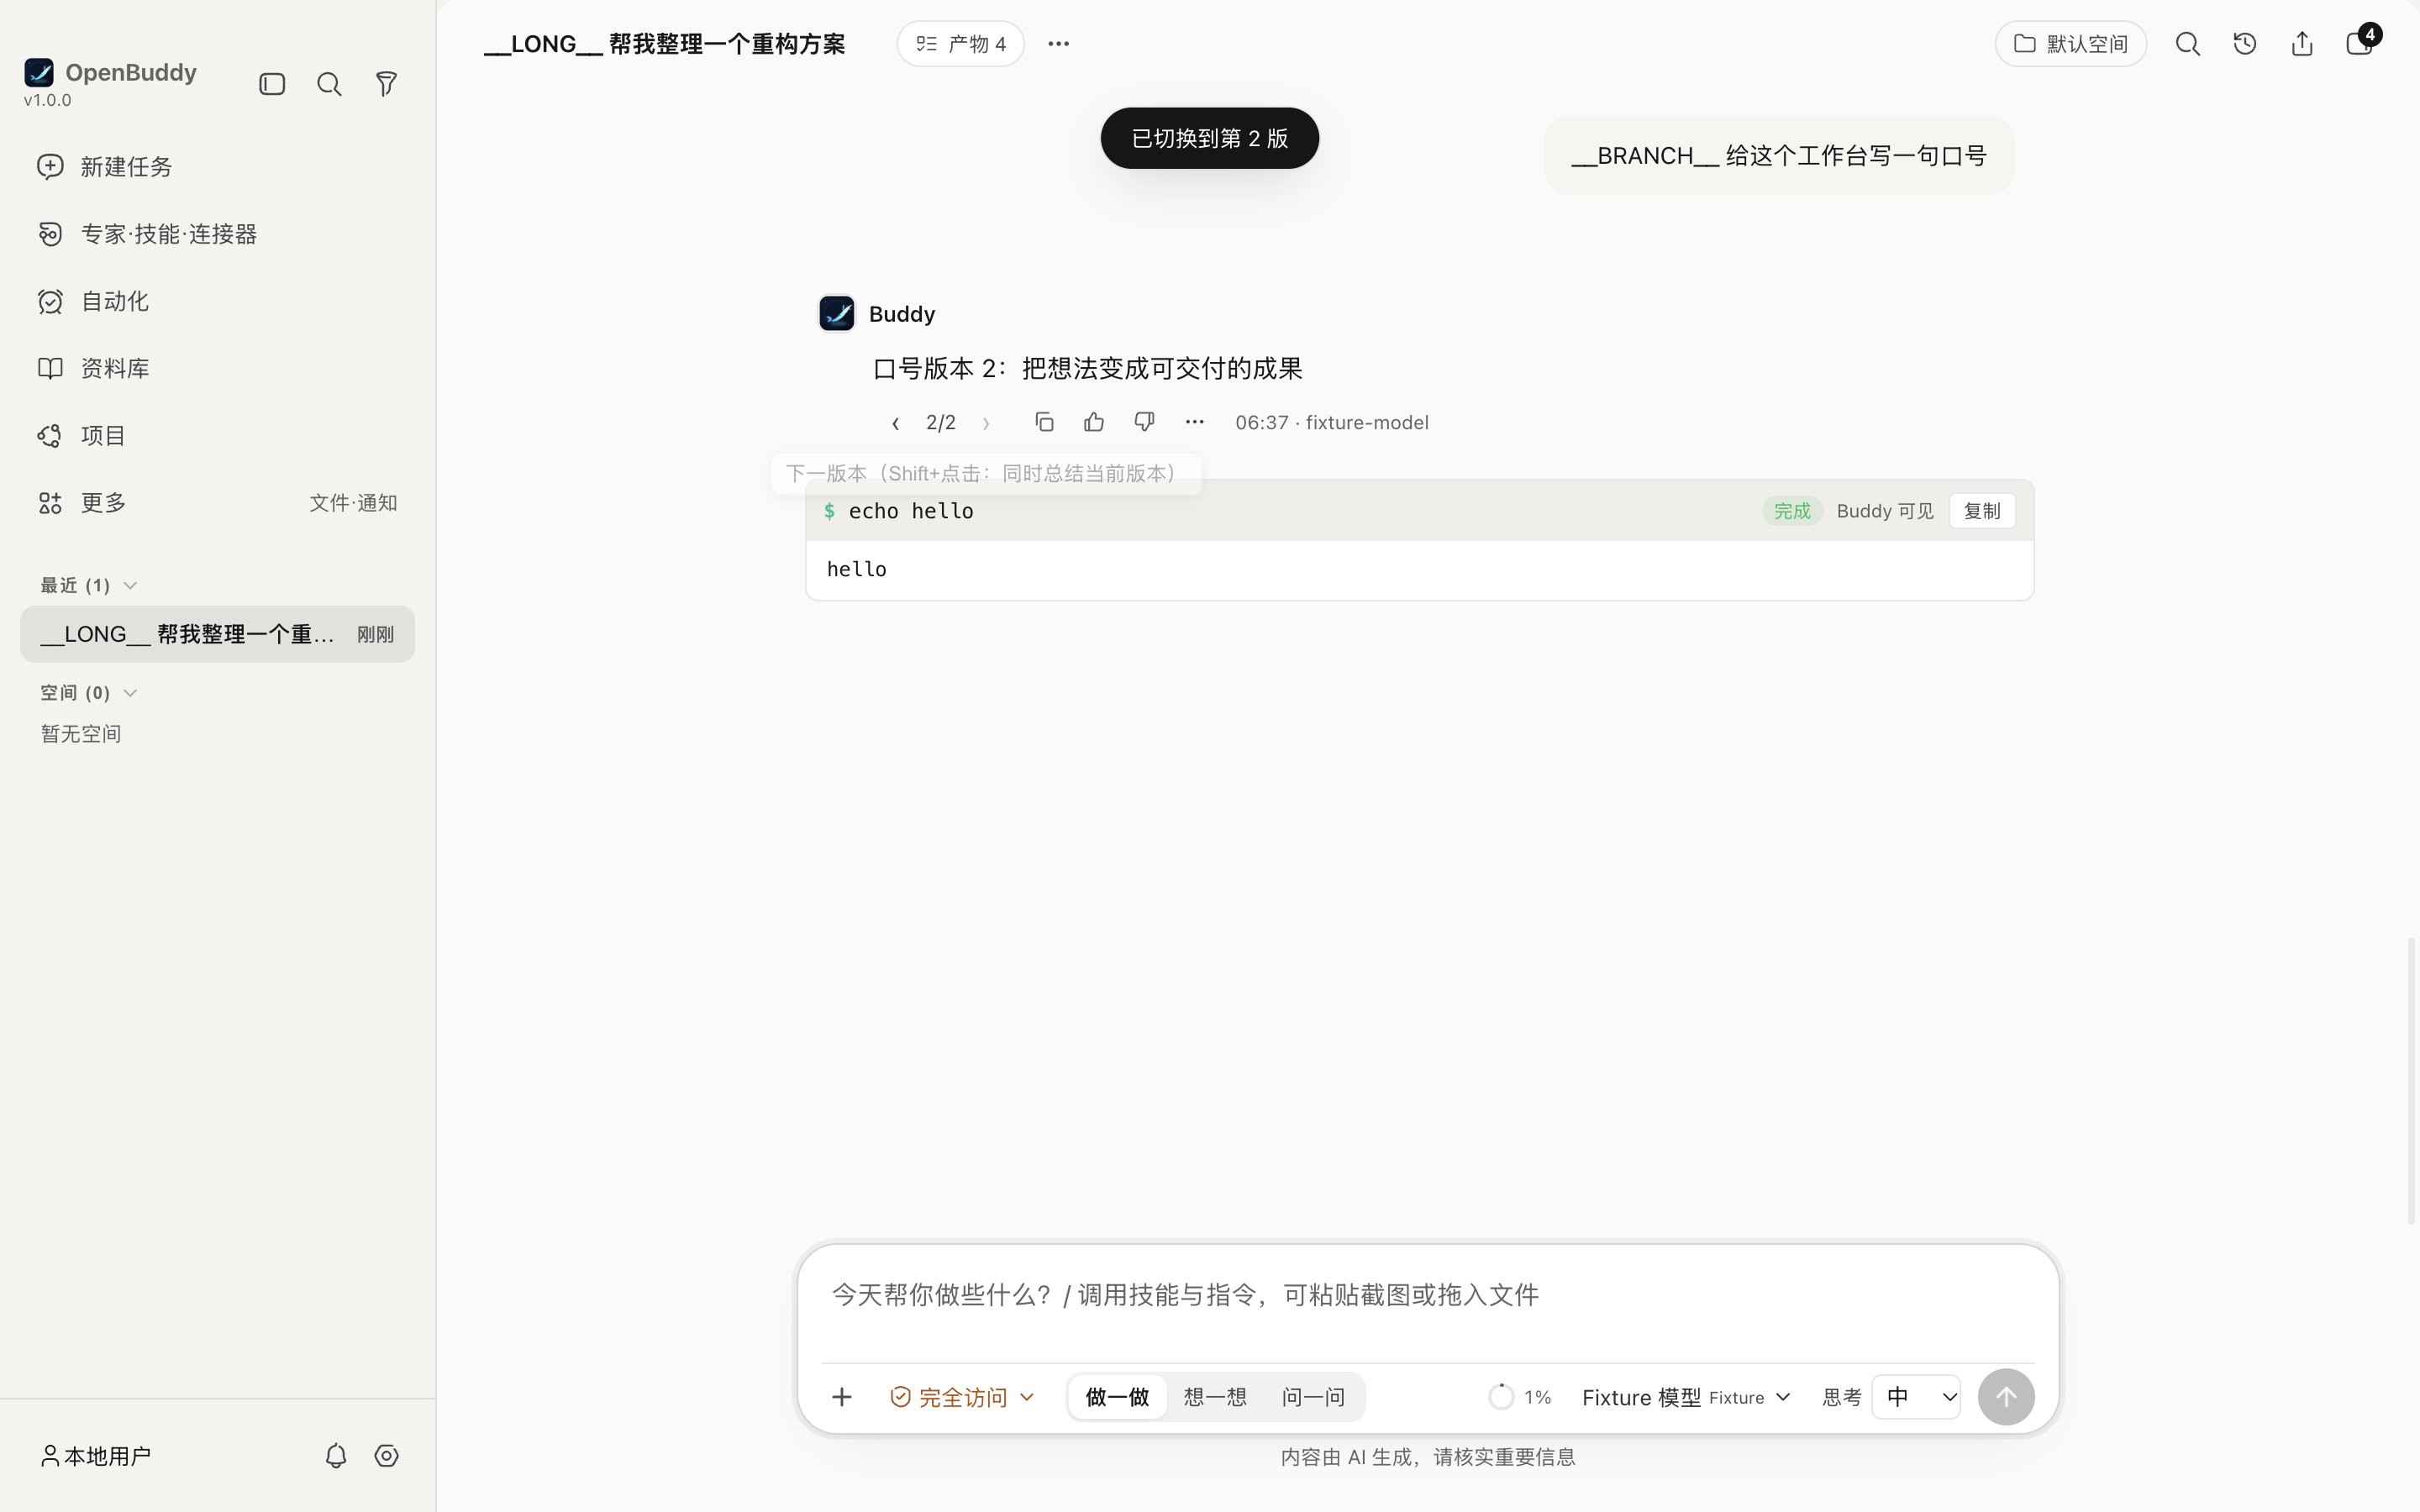 OpenBuddy
v1.0.0
新建任务
专家·技能·连接器
自动化
资料库
项目
更多
文件·通知
最近 (1)
__LONG__ 帮我整理一个重… 刚刚
空间 (0)
暂无空间
本地用户
__LONG__ 帮我整理一个重构方案
产物 4
默认空间
4
已切换到第 2 版
__BRANCH__ 给这个工作台写一句口号
Buddy
口号版本 2：把想法变成可交付的成果
2/2
06:37 · fixture-model
下一版本（Shift+点击：同时总结当前版本）
$ echo hello
完成
Buddy 可见
复制
hello
今天帮你做些什么？/ 调用技能与指令，可粘贴截图或拖入文件
完全访问
做一做
想一想
问一问
1%
Fixture 模型 Fixture
思考
中
内容由 AI 生成，请核实重要信息